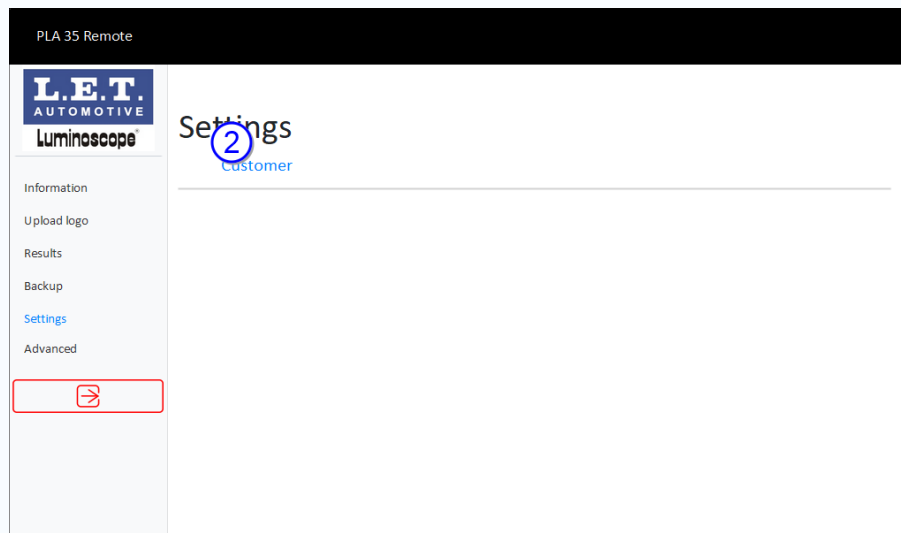 PLA 35 Remote
L.E.T.
AUTOMOTIVE
Luminoscope®
Information
Upload logo
Results
Backup
Settings
Advanced
Settings
2
Customer